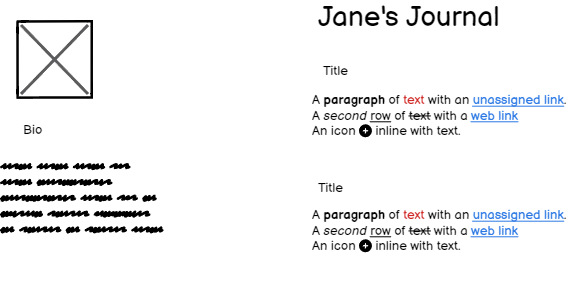 Jane's Journal
Bio
Title
A paragraph of text with an unassigned link.
A second row of text with a web link
An icon inline with text.
Title
A paragraph of text with an unassigned link.
A second row of text with a web link
An icon inline with text.